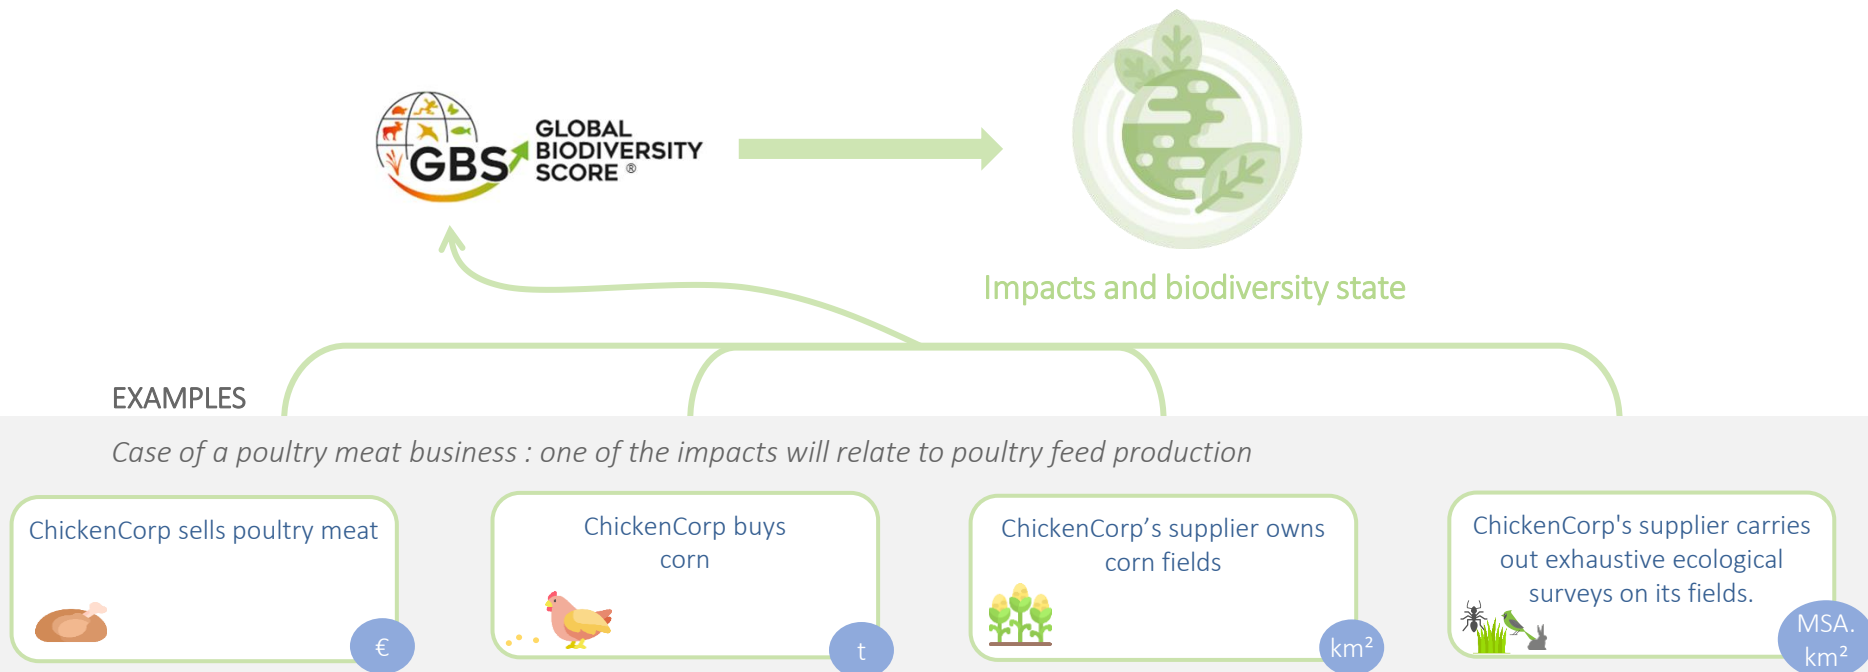 GBS
GLOBAL
BIODIVERSITY
SCORE ®
Impacts and biodiversity state
EXAMPLES
Case of a poultry meat business : one of the impacts will relate to poultry feed production
ChickenCorp sells poultry meat
€
ChickenCorp buys
corn
t
ChickenCorp’s supplier owns
corn fields
km²
ChickenCorp's supplier carries
out exhaustive ecological
surveys on its fields.
MSA.
km²